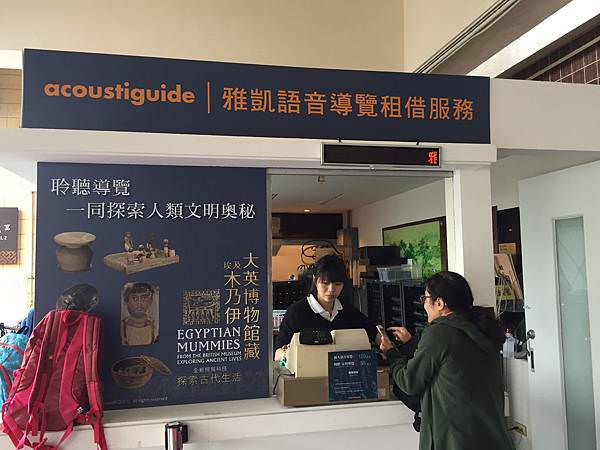 acoustiguide | 雅凱語音導覽租借服務
雅
聆聽導覽
一同探索人類文明奧秘
大英博物館藏
埃及
木乃伊
EGYPTIAN
MUMMIES
FROM THE BRITISH MUSEUM
EXPLORING ANCIENT LIVES
探索古代生活